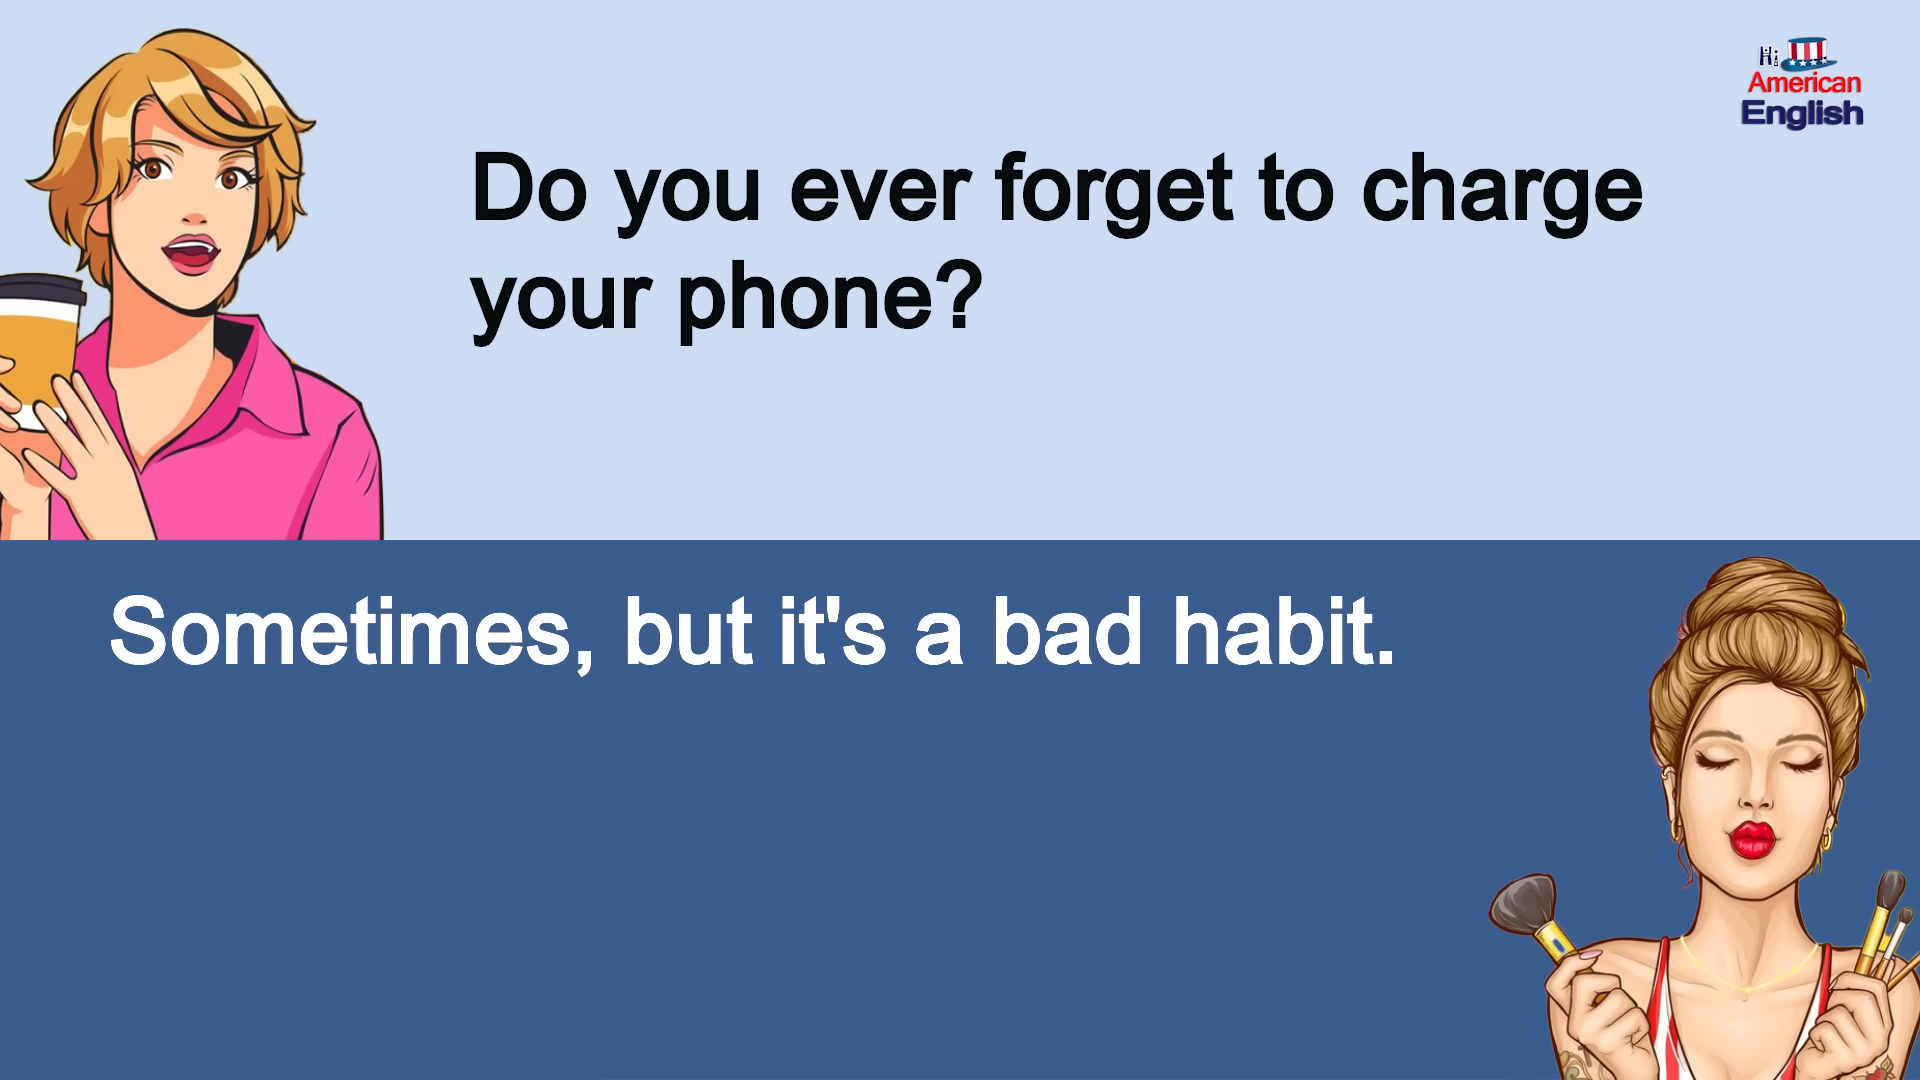 Hi
American
English
Do you ever forget to charge
your phone?
Sometimes, but it's a bad habit.